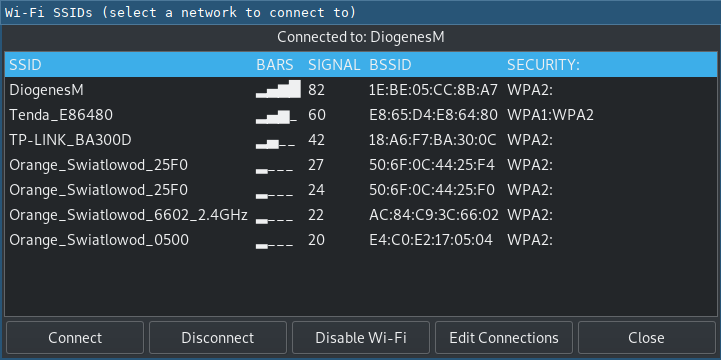 Wi-Fi SSIDs (select a network to connect to)
Connected to: DiogenesM
SSID BARS SIGNAL BSSID SECURITY:
DiogenesM ▂▄▆█ 82 1E:BE:05:CC:8B:A7 WPA2:
Tenda_E86480 ▂▄▆_ 60 E8:65:D4:E8:64:80 WPA1:WPA2
TP-LINK_BA300D ▂▄__ 42 18:A6:F7:BA:30:0C WPA2:
Orange_Swiatlowod_25F0 ▂___ 27 50:6F:0C:44:25:F4 WPA2:
Orange_Swiatlowod_25F0 ▂___ 24 50:6F:0C:44:25:F0 WPA2:
Orange_Swiatlowod_6602_2.4GHz ▂___ 22 AC:84:C9:3C:66:02 WPA2:
Orange_Swiatlowod_0500 ▂___ 20 E4:C0:E2:17:05:04 WPA2:
Connect Disconnect Disable Wi-Fi Edit Connections Close